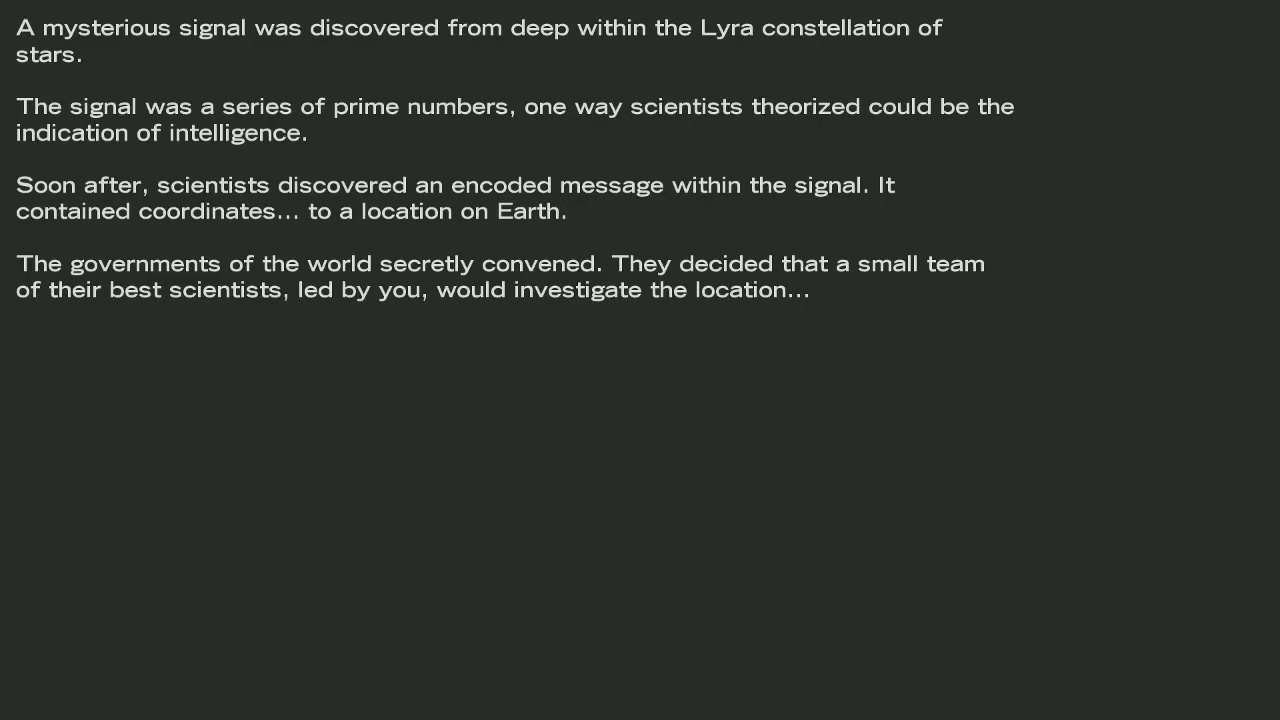 A mysterious signal was discovered from deep within the Lyra constellation of
stars.
The signal was a series of prime numbers, one way scientists theorized could be the
indication of intelligence.
Soon after, scientists discovered an encoded message within the signal. It
contained coordinates... to a location on Earth.
The governments of the world secretly convened. They decided that a small team
of their best scientists, led by you, would investigate the location...